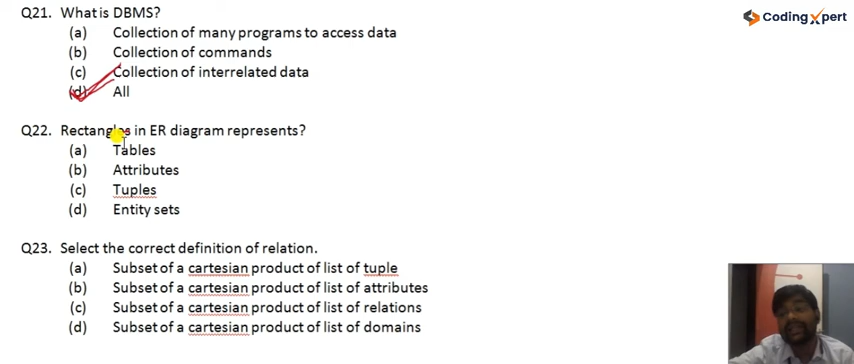 CodingXpert
Q21. What is DBMS?
(a) Collection of many programs to access data
(b) Collection of commands
(c) Collection of interrelated data
(d) All
Q22. Rectangles in ER diagram represents?
(a) Tables
(b) Attributes
(c) Tuples
(d) Entity sets
Q23. Select the correct definition of relation.
(a) Subset of a cartesian product of list of tuple
(b) Subset of a cartesian product of list of attributes
(c) Subset of a cartesian product of list of relations
(d) Subset of a cartesian product of list of domains